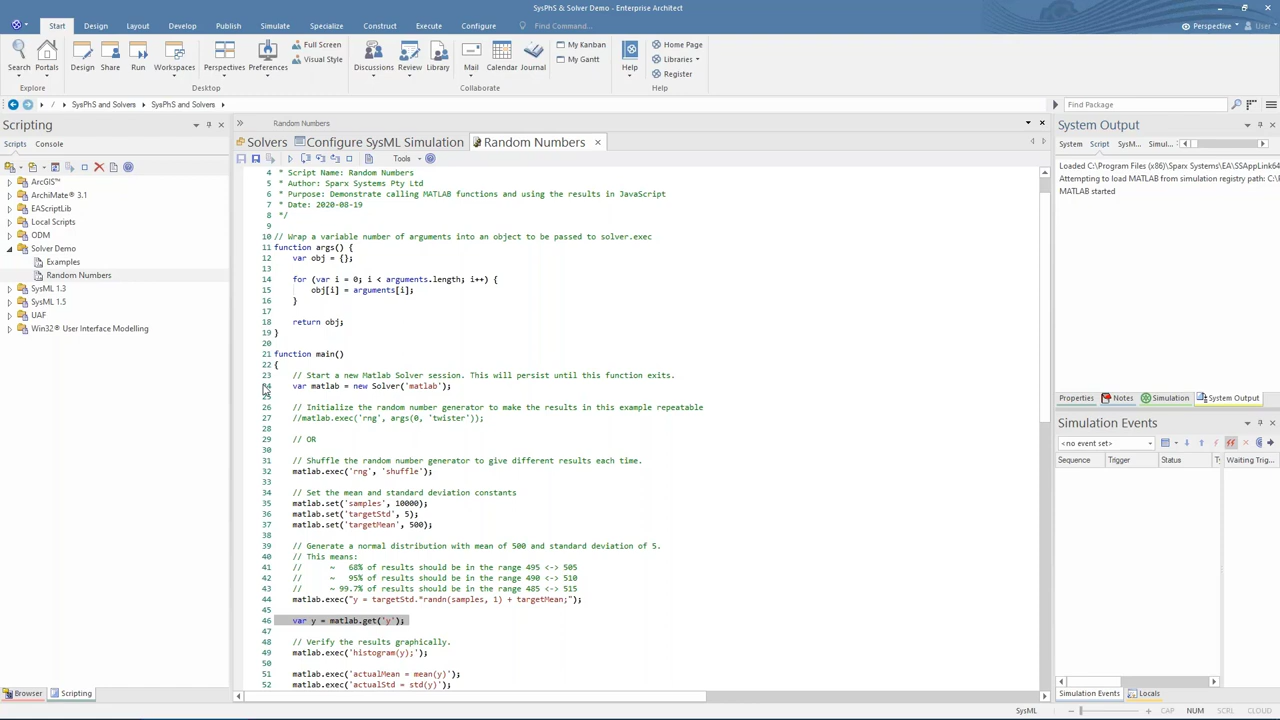 SysPhS & Solver Demo - Enterprise Architect
Start Design Layout Develop Publish Simulate Specialize Construct Execute Configure Find Command... Perspective User
Search Portals Design Share Run Workspaces Perspectives Preferences Full Screen Visual Style Discussions Review Library Mail Calendar Journal My Kanban My Gantt Help Home Page Libraries Register
Explore Desktop Collaborate Help
/ SysPhS and Solvers SysPhS and Solvers Find Package
Scripting
Scripts Console
ArcGIS™
ArchiMate ® 3.1
EAScriptLib
Local Scripts
ODM
Solver Demo
Examples
Random Numbers
SysML 1.3
SysML 1.5
UAF
Win32® User Interface Modelling
Browser Scripting
Random Numbers
Solvers Configure SysML Simulation Random Numbers
Tools
4 * Script Name: Random Numbers
5 * Author: Sparx Systems Pty Ltd
6 * Purpose: Demonstrate calling MATLAB functions and using the results in JavaScript
7 * Date: 2020-08-19
8 */
9
10 // Wrap a variable number of arguments into an object to be passed to solver.exec
11 function args() {
12 var obj = {};
13
14 for (var i = 0; i < arguments.length; i++) {
15 obj[i] = arguments[i];
16 }
17
18 return obj;
19 }
20
21 function main()
22 {
23 // Start a new Matlab Solver session. This will persist until this function exits.
24 var matlab = new Solver('matlab');
25
26 // Initialize the random number generator to make the results in this example repeatable
27 //matlab.exec('rng', args(0, 'twister'));
28
29 // OR
30
31 // Shuffle the random number generator to give different results each time.
32 matlab.exec('rng', 'shuffle');
33
34 // Set the mean and standard deviation constants
35 matlab.set('samples', 10000);
36 matlab.set('targetStd', 5);
37 matlab.set('targetMean', 500);
38
39 // Generate a normal distribution with mean of 500 and standard deviation of 5.
40 // This means:
41 // ~ 68% of results should be in the range 495 <-> 505
42 // ~ 95% of results should be in the range 490 <-> 510
43 // ~ 99.7% of results should be in the range 485 <-> 515
44 matlab.exec("y = targetStd.*randn(samples, 1) + targetMean;");
45
46 var y = matlab.get('y');
47
48 // Verify the results graphically.
49 matlab.exec('histogram(y);');
50
51 matlab.exec('actualMean = mean(y)');
52 matlab.exec('actualStd = std(y)');
System Output
System Script SysM... Simul...
Loaded C:\Program Files (x86)\Sparx Systems\EA\SSAppLink64
Attempting to load MATLAB from simulation registry path: C:\
MATLAB started
Properties Notes Simulation System Output
Simulation Events
<no event set>
Sequence Trigger Status Waiting Trig...
Simulation Events Locals
SysML CAP NUM SCRL CLOUD